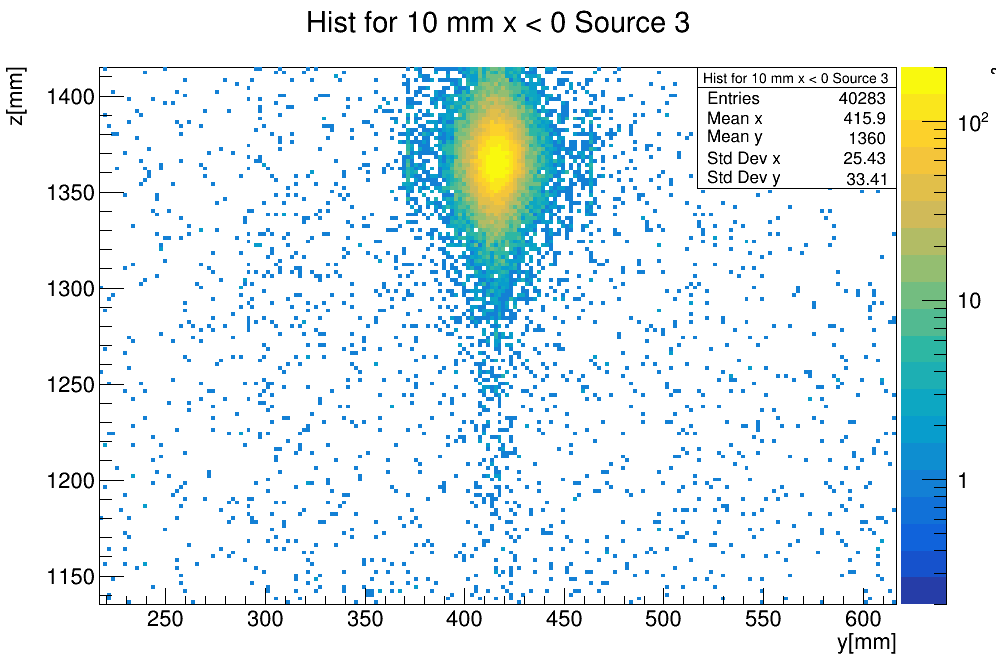 Hist for 10 mm x < 0 Source 3
z[mm]
1400
1350
1300
1250
1200
1150
250 300 350 400 450 500 550 600
y[mm]
Hist for 10 mm x < 0 Source 3
Entries 40283
Mean x 415.9
Mean y 1360
Std Dev x 25.43
Std Dev y 33.41
10²
10
1